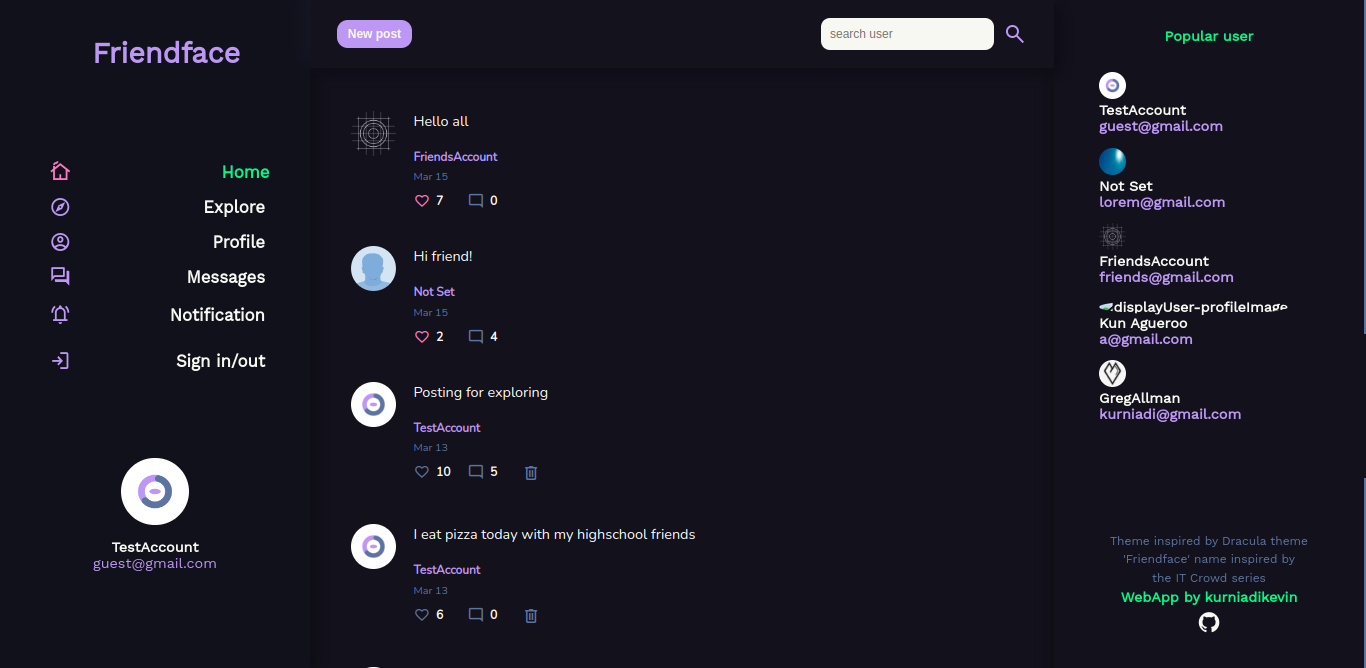 Friendface
Home
Explore
Profile
Messages
Notification
Sign in/out
TestAccount
guest@gmail.com
New post
search user
Hello all
FriendsAccount
Mar 15
7 0
Hi friend!
Not Set
Mar 15
2 4
Posting for exploring
TestAccount
Mar 13
10 5
I eat pizza today with my highschool friends
TestAccount
Mar 13
6 0
Popular user
TestAccount
guest@gmail.com
Not Set
lorem@gmail.com
FriendsAccount
friends@gmail.com
displayUser-profileImage
Kun Agueroo
a@gmail.com
GregAllman
kurniadi@gmail.com
Theme inspired by Dracula theme
'Friendface' name inspired by
the IT Crowd series
WebApp by kurniadikevin